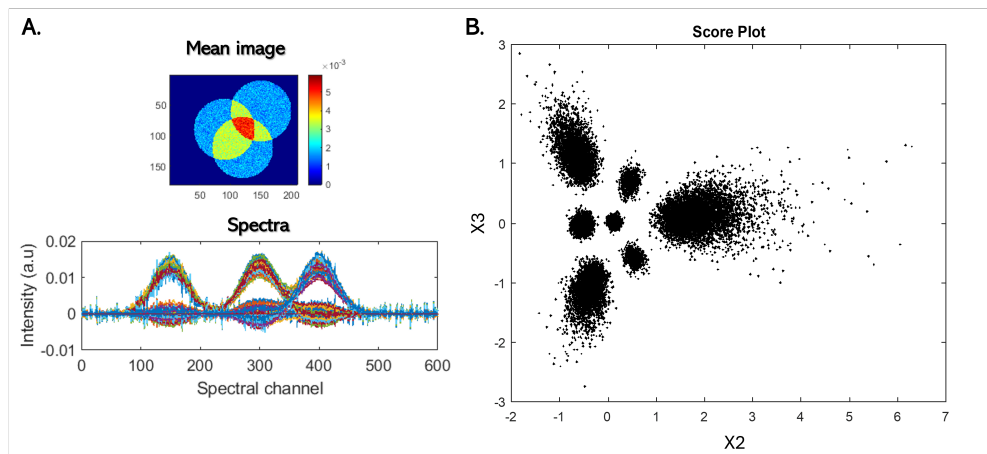 A.
Mean image
×10⁻³
50
100
150
50 100 150 200
5
4
3
2
1
0
Spectra
Intensity (a.u)
0.02
0.01
0
-0.01
0 100 200 300 400 500 600
Spectral channel
B.
Score Plot
X3
3
2
1
0
-1
-2
-3
-2 -1 0 1 2 3 4 5 6 7
X2